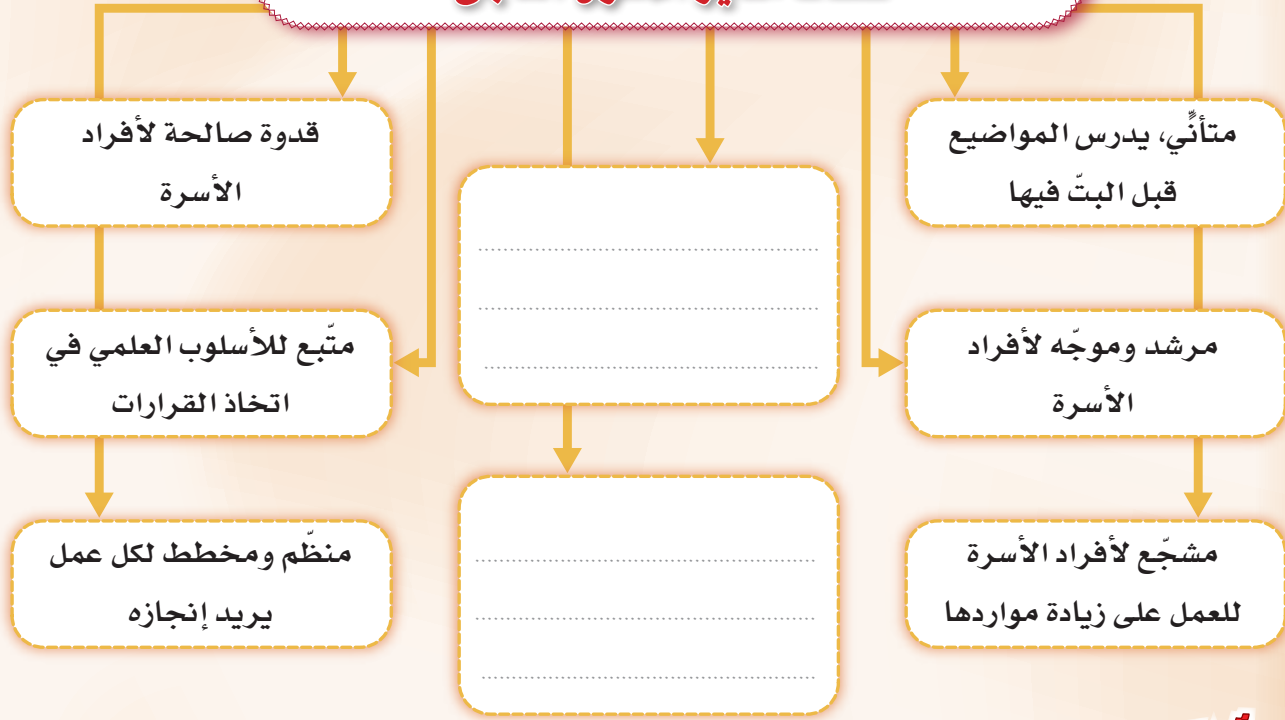 متأنٍّي، يدرس المواضيع
قبل البتّ فيها
قدوة صالحة لأفراد
الأسرة
مرشد وموجّه لأفراد
الأسرة
متّبع للأسلوب العلمي في
اتخاذ القرارات
مشجّع لأفراد الأسرة
للعمل على زيادة مواردها
منظّم ومخطط لكل عمل
يريد إنجازه